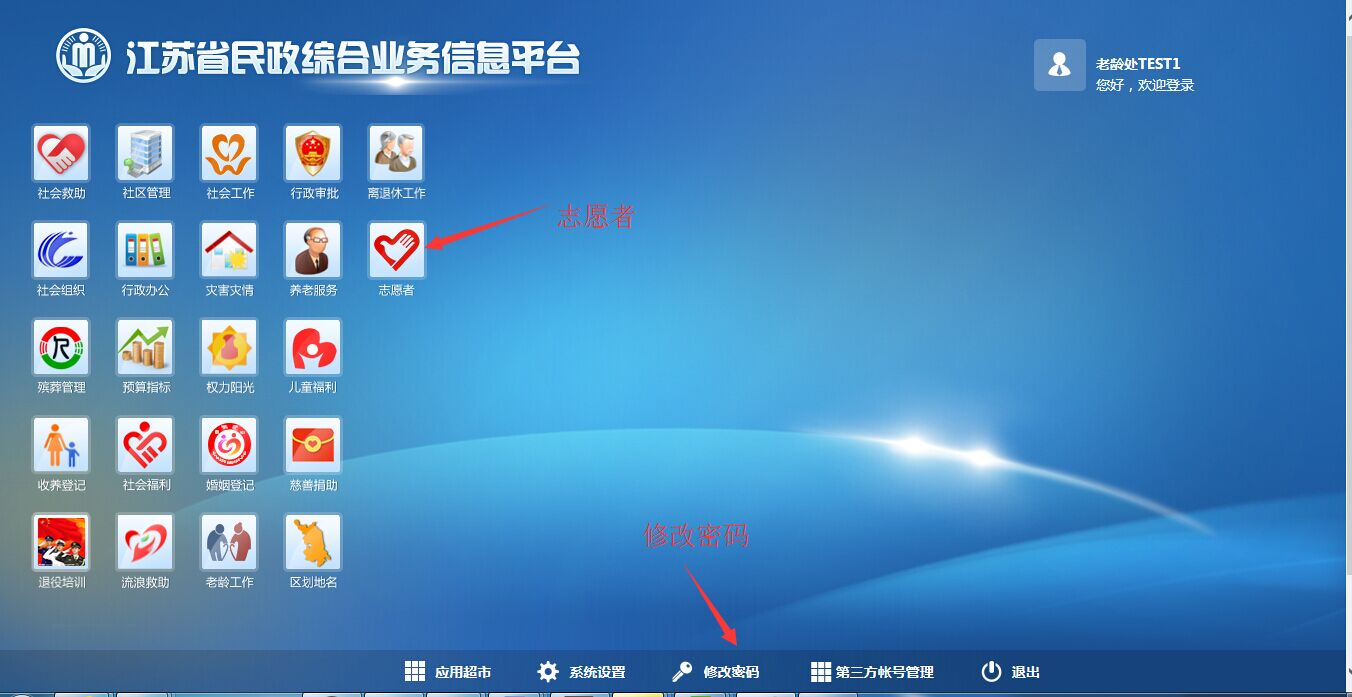 江苏省民政综合业务信息平台
老龄处TEST1
您好，欢迎登录
社会救助 社区管理 社会工作 行政审批 离退休工作
志愿者
社会组织 行政办公 灾害灾情 养老服务 志愿者
殡葬管理 预算指标 权力阳光 儿童福利
收养登记 社会福利 婚姻登记 慈善捐助
修改密码
退役培训 流浪救助 老龄工作 区划地名
应用超市 系统设置 修改密码 第三方帐号管理 退出